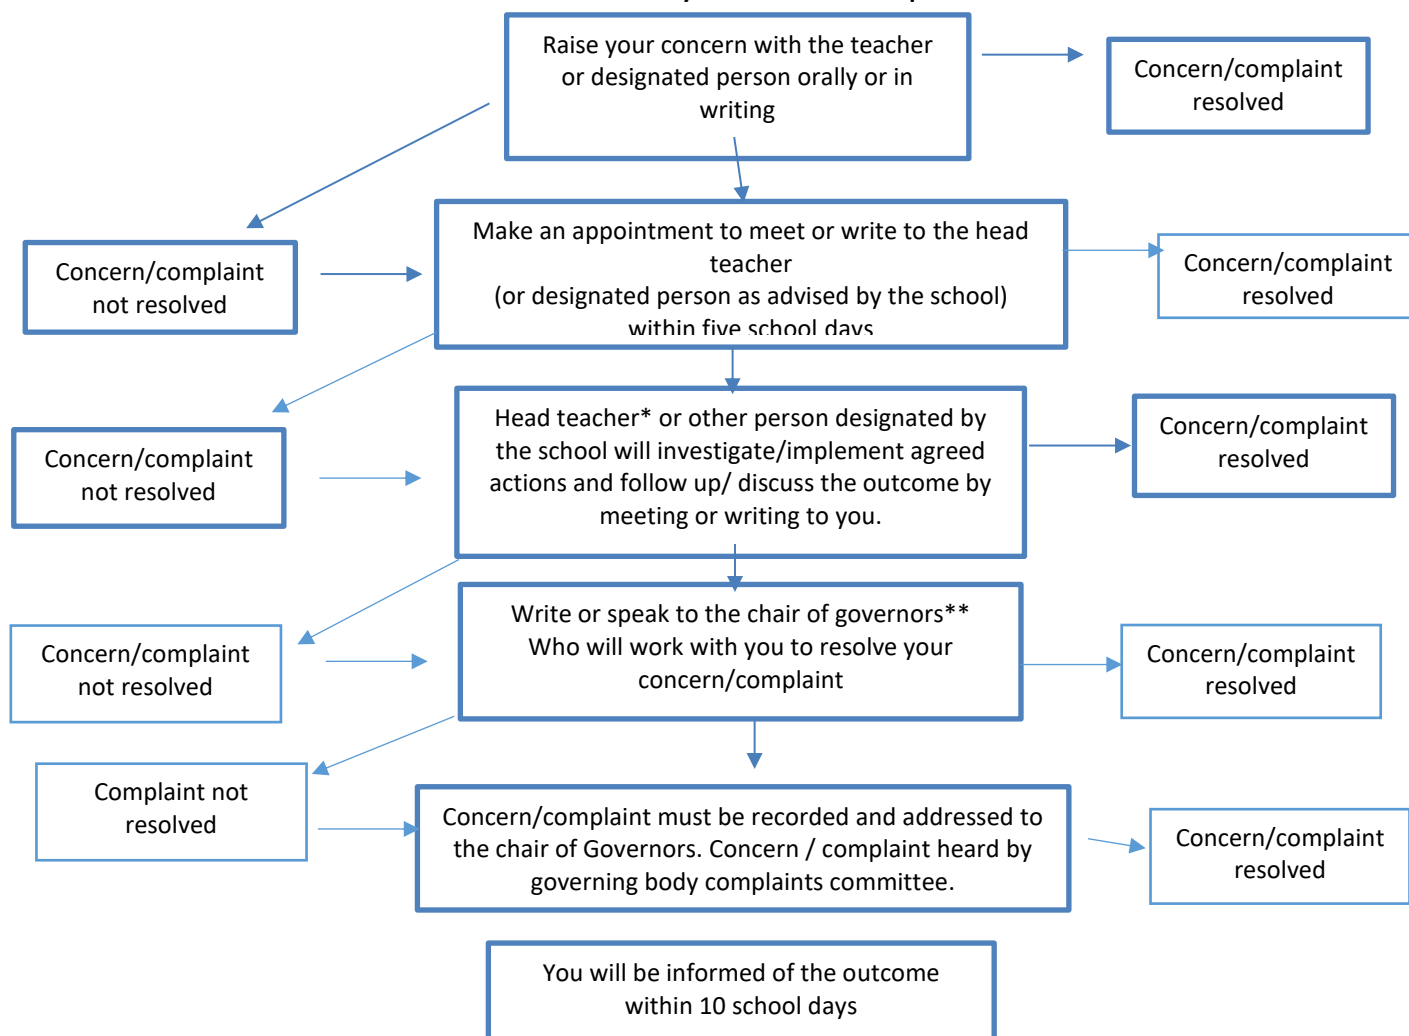 Raise your concern with the teacher
or designated person orally or in
writing
Concern/complaint
resolved
Concern/complaint
not resolved
Make an appointment to meet or write to the head
teacher
(or designated person as advised by the school)
within five school days
Concern/complaint
resolved
Concern/complaint
not resolved
Head teacher* or other person designated by
the school will investigate/implement agreed
actions and follow up/ discuss the outcome by
meeting or writing to you.
Concern/complaint
resolved
Concern/complaint
not resolved
Write or speak to the chair of governors**
Who will work with you to resolve your
concern/complaint
Concern/complaint
resolved
Complaint not
resolved
Concern/complaint must be recorded and addressed to
the chair of Governors. Concern / complaint heard by
governing body complaints committee.
Concern/complaint
resolved
You will be informed of the outcome
within 10 school days